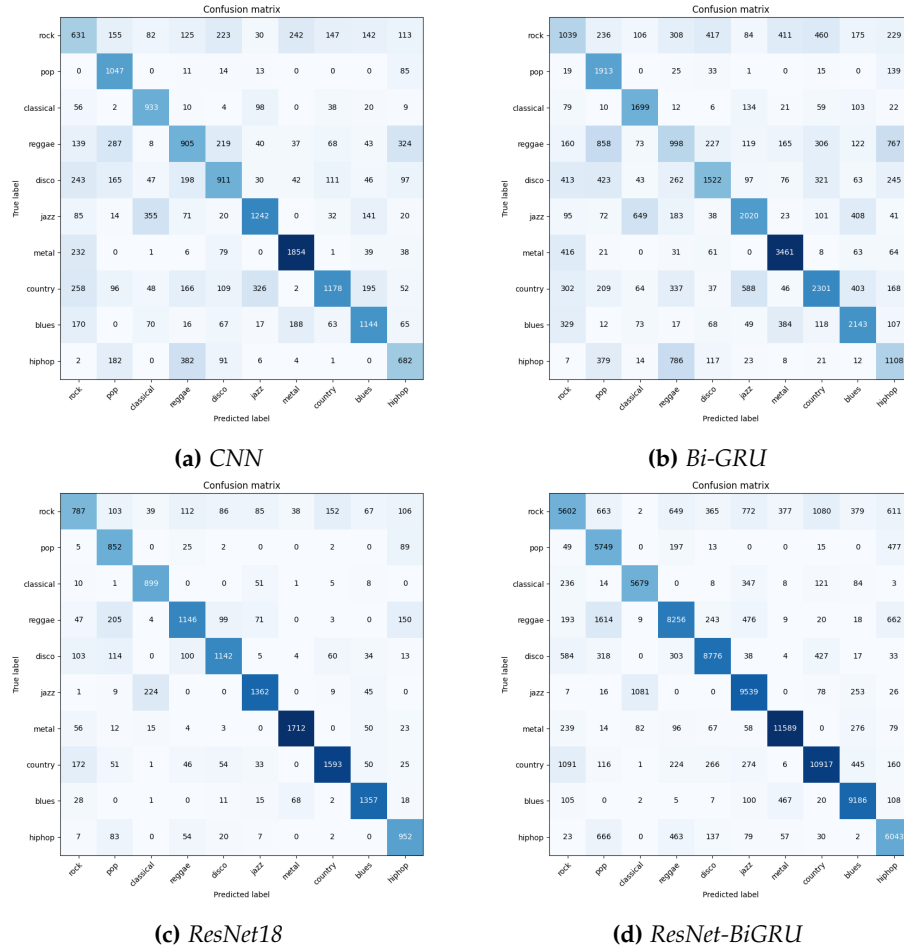 Confusion matrix
rock 631 155 82 125 223 30 242 147 142 113
pop 0 1047 0 11 14 13 0 0 0 85
classical 56 2 933 10 4 98 0 38 20 9
reggae 139 287 8 905 219 40 37 68 43 324
disco 243 165 47 198 911 30 42 111 46 97
jazz 85 14 355 71 20 1242 0 32 141 20
metal 232 0 1 6 79 0 1854 1 39 38
country 258 96 48 166 109 326 2 1178 195 52
blues 170 0 70 16 67 17 188 63 1144 65
hiphop 2 182 0 382 91 6 4 1 0 682
True label
rock pop classical reggae disco jazz metal country blues hiphop
Predicted label
(a) CNN
Confusion matrix
rock 1039 236 106 308 417 84 411 460 175 229
pop 19 1913 0 25 33 1 0 15 0 139
classical 79 10 1699 12 6 134 21 59 103 22
reggae 160 858 73 998 227 119 165 306 122 767
disco 413 423 43 262 1522 97 76 321 63 245
jazz 95 72 649 183 38 2020 23 101 408 41
metal 416 21 0 31 61 0 3461 8 63 64
country 302 209 64 337 37 588 46 2301 403 168
blues 329 12 73 17 68 49 384 118 2143 107
hiphop 7 379 14 786 117 23 8 21 12 1108
True label
rock pop classical reggae disco jazz metal country blues hiphop
Predicted label
(b) Bi-GRU
Confusion matrix
rock 787 103 39 112 86 85 38 152 67 106
pop 5 852 0 25 2 0 0 2 0 89
classical 10 1 899 0 0 51 1 5 8 0
reggae 47 205 4 1146 99 71 0 3 0 150
disco 103 114 0 100 1142 5 4 60 34 13
jazz 1 9 224 0 0 1362 0 9 45 0
metal 56 12 15 4 3 0 1712 0 50 23
country 172 51 1 46 54 33 0 1593 50 25
blues 28 0 1 0 11 15 68 2 1357 18
hiphop 7 83 0 54 20 7 0 2 0 952
True label
rock pop classical reggae disco jazz metal country blues hiphop
Predicted label
(c) ResNet18
Confusion matrix
rock 5602 663 2 649 365 772 377 1080 379 611
pop 49 5749 0 197 13 0 0 15 0 477
classical 236 14 5679 0 8 347 8 121 84 3
reggae 193 1614 9 8256 243 476 9 20 18 662
disco 584 318 0 303 8776 38 4 427 17 33
jazz 7 16 1081 0 0 9539 0 78 253 26
metal 239 14 82 96 67 58 11589 0 276 79
country 1091 116 1 224 266 274 6 10917 445 160
blues 105 0 2 5 7 100 467 20 9186 108
hiphop 23 666 0 463 137 79 57 30 2 6043
True label
rock pop classical reggae disco jazz metal country blues hiphop
Predicted label
(d) ResNet-BiGRU